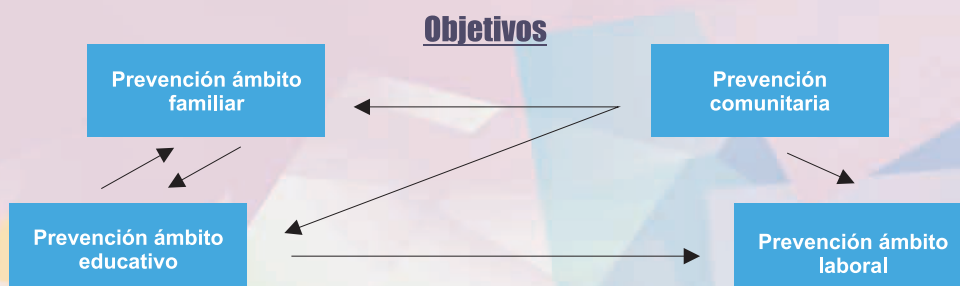 Objetivos
Prevención ámbito
familiar
Prevención
comunitaria
Prevención ámbito
educativo
Prevención ámbito
laboral